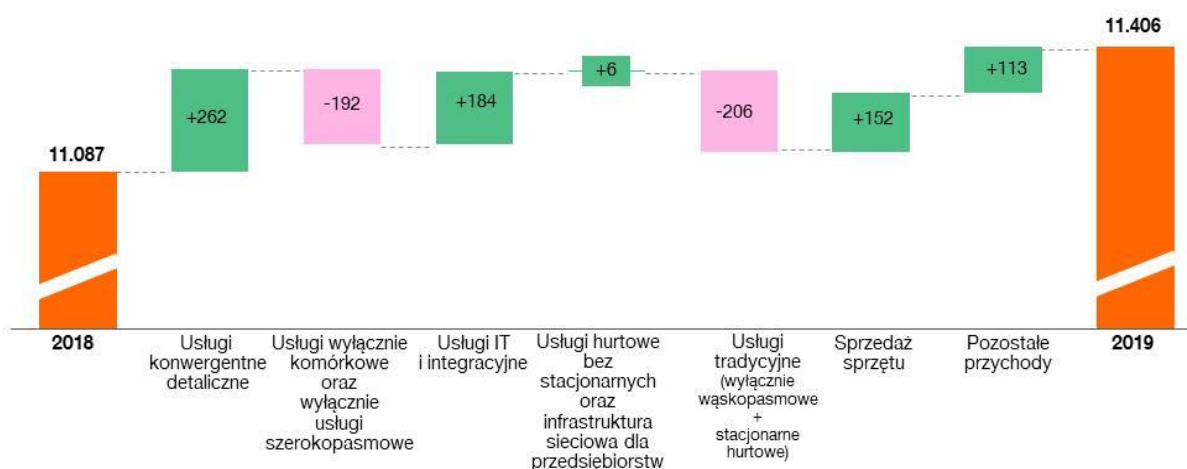 11.087
+262
-192
+184
+6
-206
+152
+113
11.406
2018
Usługi
konwergentne
detaliczne
Usługi wyłącznie
komórkowe
oraz
wyłącznie
usługi
szerokopasmowe
Usługi IT
i integracyjne
Usługi hurtowe
bez
stacjonarnych
oraz
infrastruktura
sieciowa dla
przedsiębiorstw
Usługi
tradycyjne
(wyłącznie
wąskopasmowe
+
stacjonarne
hurtowe)
Sprzedaż
sprzętu
Pozostałe
przychody
2019